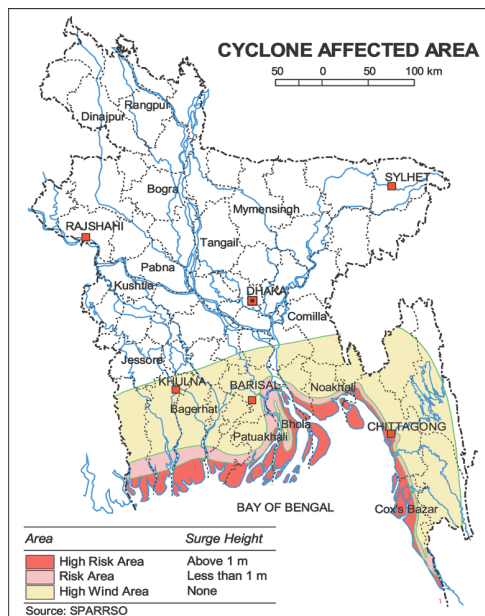 CYCLONE AFFECTED AREA
50 0 50 100 km
Rangpur
Dinajpur
SYLHET
Bogra
Mymensingh
RAJSHAHI
Tangail
Pabna
Kushtia
DHAKA
Comilla
Jessore
KHULNA
BARISAL
Noakhali
Bagerhat
Bhola
CHITTAGONG
Patuakhali
BAY OF BENGAL
Cox's Bazar
Area Surge Height
High Risk Area Above 1 m
Risk Area Less than 1 m
High Wind Area None
Source: SPARRSO
1